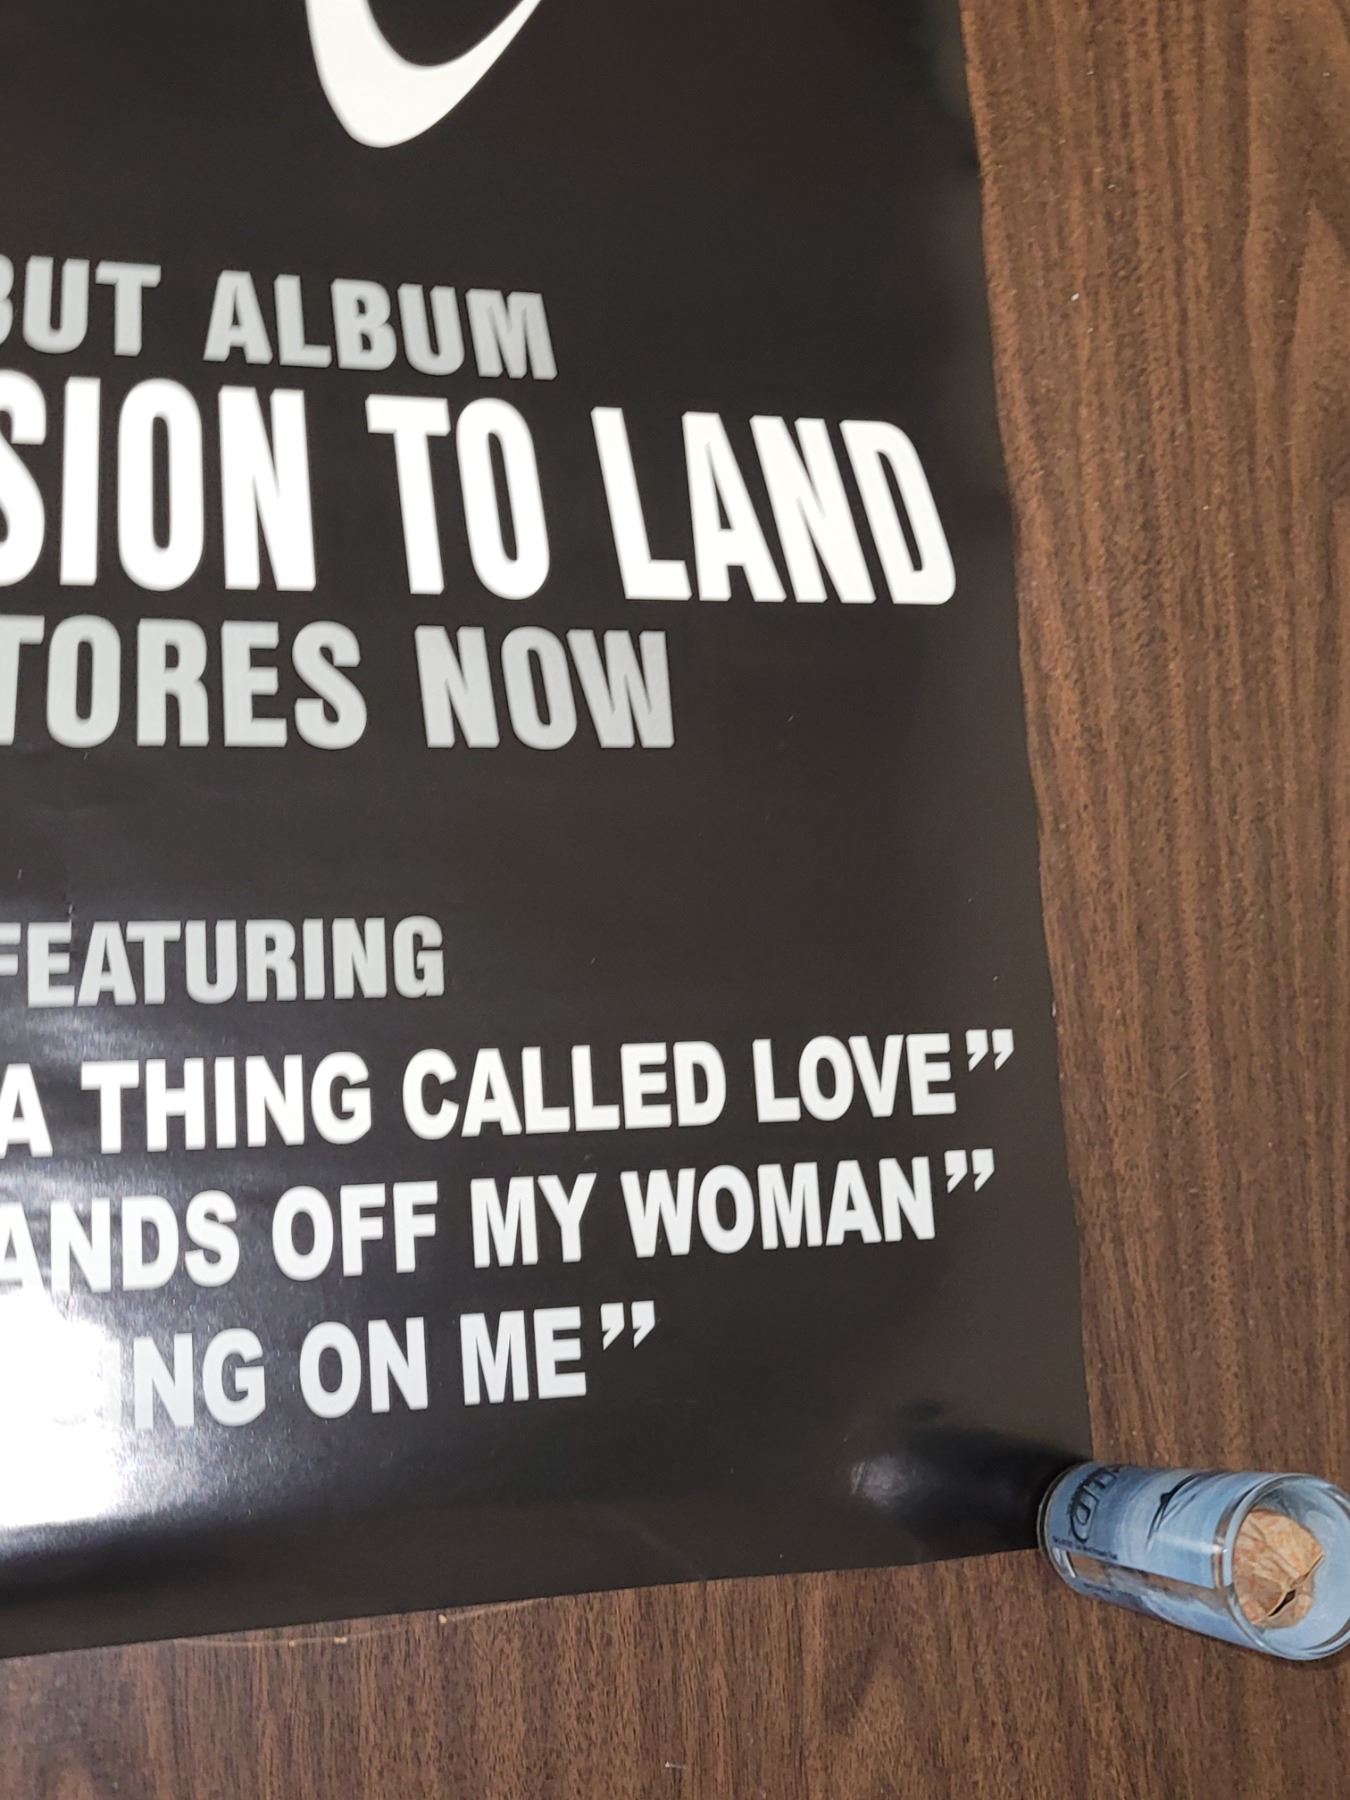 BUT ALBUM
SION TO LAND
TORES NOW
FEATURING
A THING CALLED LOVE”
ANDS OFF MY WOMAN”
NG ON ME”